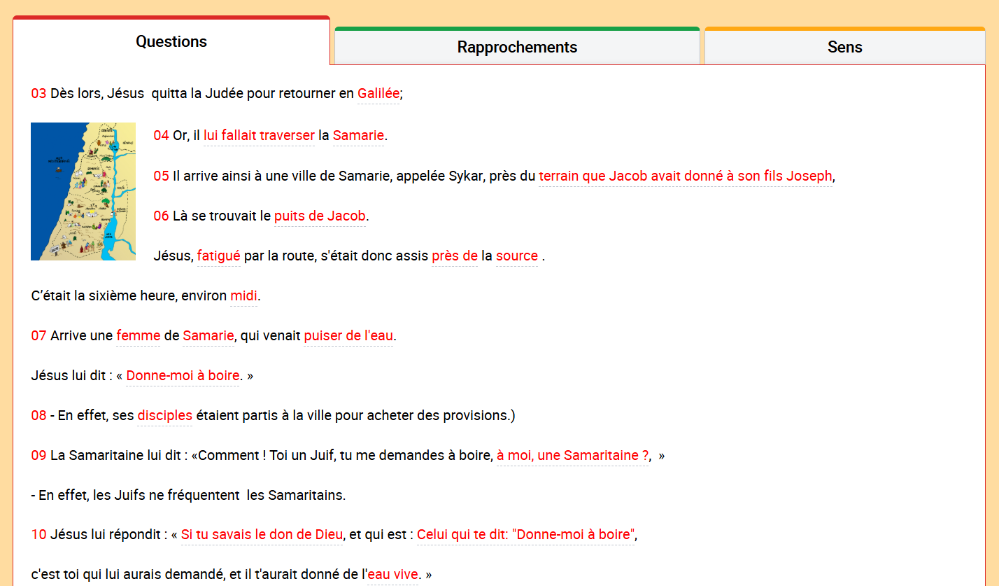 Questions
Rapprochements
Sens
03 Dès lors, Jésus  quitta la Judée pour retourner en Galilée;
04 Or, il lui fallait traverser la Samarie.
05 Il arrive ainsi à une ville de Samarie, appelée Sykar, près du terrain que Jacob avait donné à son fils Joseph,
06 Là se trouvait le puits de Jacob.
Jésus, fatigué par la route, s'était donc assis près de la source .
C’était la sixième heure, environ midi.
07 Arrive une femme de Samarie, qui venait puiser de l'eau.
Jésus lui dit : « Donne-moi à boire. »
08 - En effet, ses disciples étaient partis à la ville pour acheter des provisions.)
09 La Samaritaine lui dit : «Comment ! Toi un Juif, tu me demandes à boire, à moi, une Samaritaine ?,  »
- En effet, les Juifs ne fréquentent  les Samaritains.
10 Jésus lui répondit : « Si tu savais le don de Dieu, et qui est : Celui qui te dit: "Donne-moi à boire",
c'est toi qui lui aurais demandé, et il t'aurait donné de l'eau vive. »